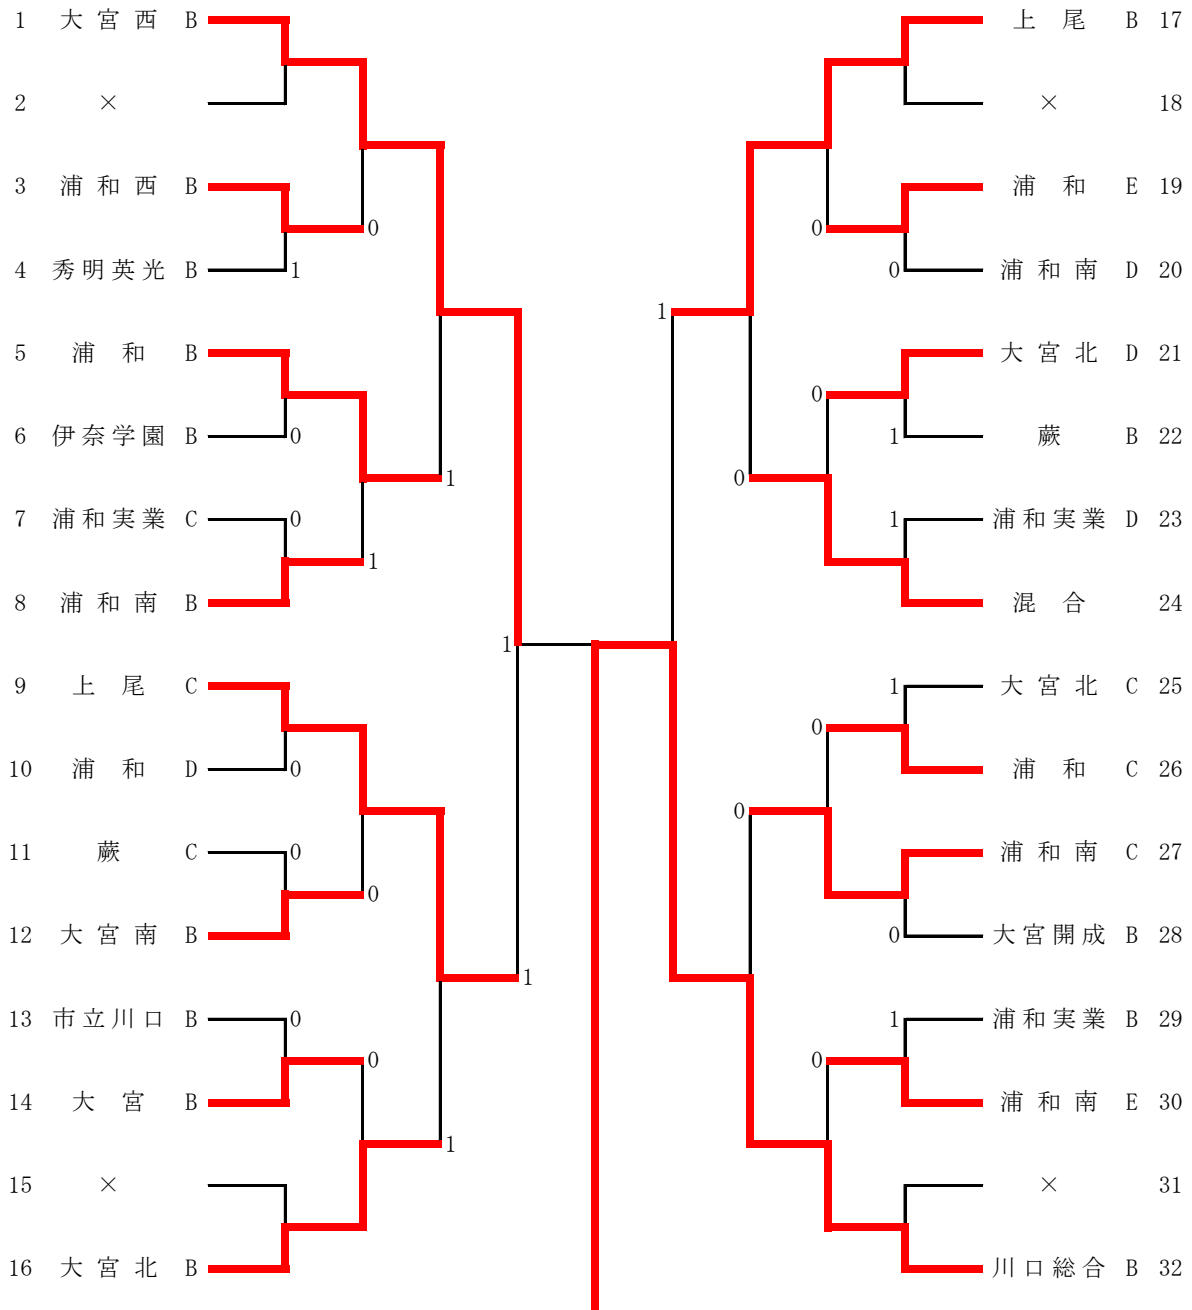 1 大宮西 B
2 ×
3 浦和西 B
0
4 秀明英光 B 1
5 浦和 B
6 伊奈学園 B 0
1
7 浦和実業 C 0
1
8 浦和南 B
1
9 上尾 C
10 浦和 D 0
11 蕨 C 0
0
12 大宮南 B
1
13 市立川口 B 0
0
14 大宮 B
1
15 ×
16 大宮北 B
上尾 B 17
× 18
浦和 E 19
0
0 浦和南 D 20
1
大宮北 D 21
0
1 蕨 B 22
0
1 浦和実業 D 23
混合 24
1 大宮北 C 25
0
浦和 C 26
0
浦和南 C 27
0 大宮開成 B 28
1 浦和実業 B 29
0
浦和南 E 30
× 31
川口総合 B 32